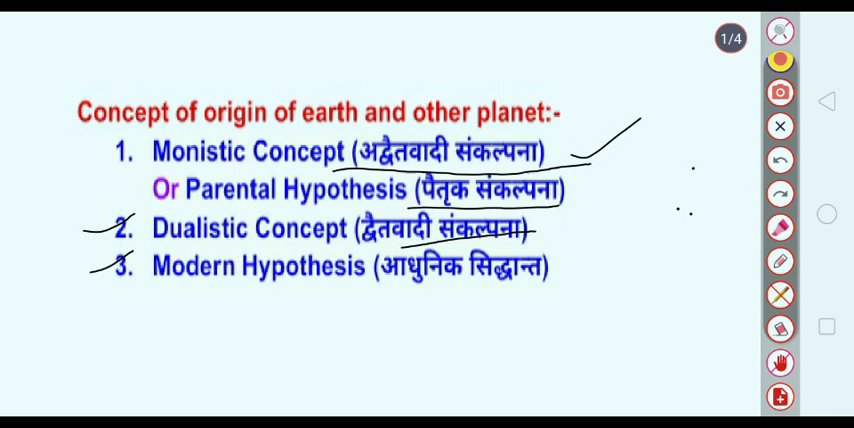 1/4
Concept of origin of earth and other planet:-
1. Monistic Concept (अद्वैतवादी संकल्पना)
Or Parental Hypothesis (पैतृक संकल्पना)
2. Dualistic Concept (द्वैतवादी संकल्पना)
3. Modern Hypothesis (आधुनिक सिद्धान्त)